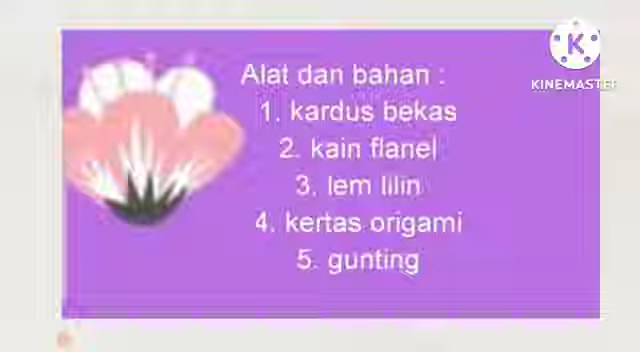 Alat dan bahan :
1. kardus bekas
2. kain flanel
3. lem lilin
4. kertas origami
5. gunting
K
KINEMASTER